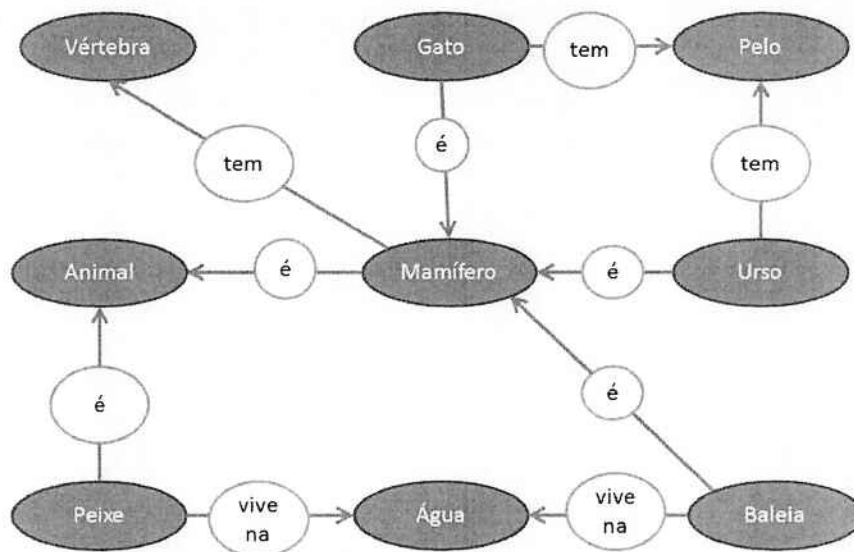 Vértebra
Gato
tem
Pelo
tem
é
tem
Animal
é
Mamífero
é
Urso
é
é
Peixe
vive
na
Água
vive
na
Baleia